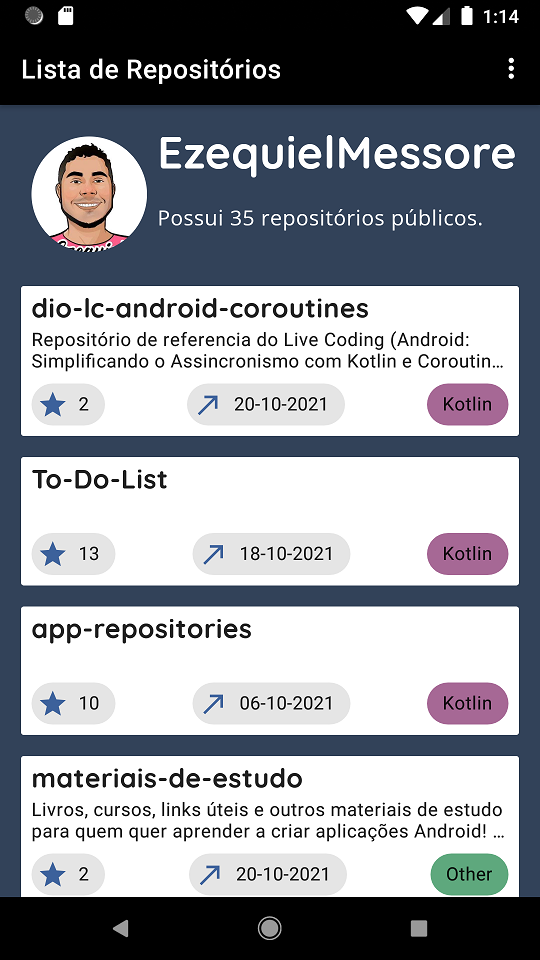 1:14
Lista de Repositórios
EzequielMessore
Possui 35 repositórios públicos.
dio-lc-android-coroutines
Repositório de referencia do Live Coding (Android:
Simplificando o Assincronismo com Kotlin e Coroutin...
2
20-10-2021
Kotlin
To-Do-List
13
18-10-2021
Kotlin
app-repositories
10
06-10-2021
Kotlin
materiais-de-estudo
Livros, cursos, links úteis e outros materiais de estudo
para quem quer aprender a criar aplicações Android! ...
2
20-10-2021
Other